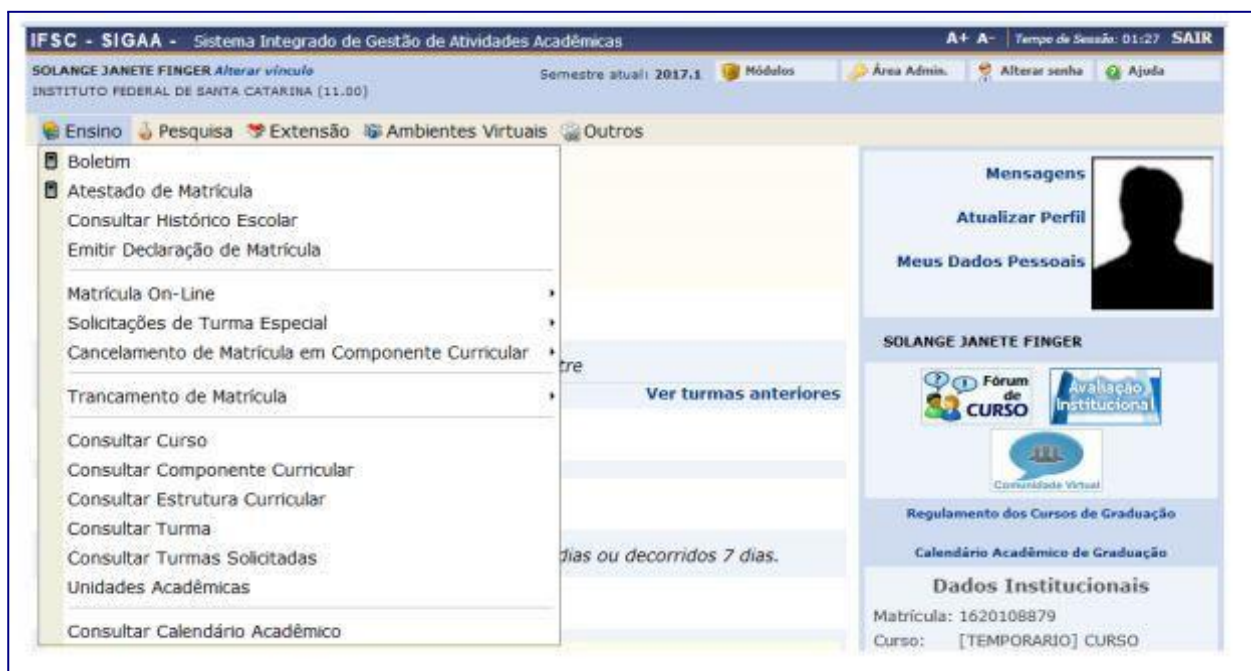 IFSC - SIGAA - Sistema Integrado de Gestão de Atividades Acadêmicas A+ A- Tempo de Sessão: 01:27 SAIR
SOLANGE JANETE FINGER Alterar vínculo Semestre atual: 2017.1 Módulos Área Admin. Alterar senha Ajuda
INSTITUTO FEDERAL DE SANTA CATARINA (11.00)
Ensino Pesquisa Extensão Ambientes Virtuais Outros
Boletim
Atestado de Matrícula
Consultar Histórico Escolar
Emitir Declaração de Matrícula
Matrícula On-Line
Solicitações de Turma Especial
Cancelamento de Matrícula em Componente Curricular
Trancamento de Matrícula
Consultar Curso
Consultar Componente Curricular
Consultar Estrutura Curricular
Consultar Turma
Consultar Turmas Solicitadas
Unidades Acadêmicas
Consultar Calendário Acadêmico
tre
Ver turmas anteriores
dias ou decorridos 7 dias.
Mensagens
Atualizar Perfil
Meus Dados Pessoais
SOLANGE JANETE FINGER
Fórum
de
CURSO
Avaliação
Institucional
Comunidade Virtual
Regulamento dos Cursos de Graduação
Calendário Acadêmico de Graduação
Dados Institucionais
Matrícula: 1620108879
Curso: [TEMPORARIO] CURSO